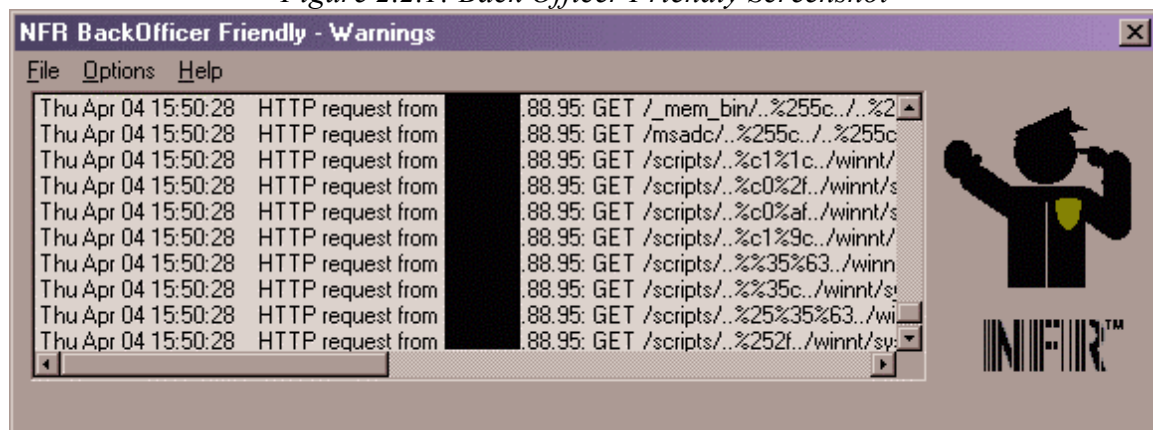 Figure 2.2.1: Back Officer Friendly Screenshot
NFR BackOfficer Friendly - Warnings
File Options Help
Thu Apr 04 15:50:28 HTTP request from .88.95: GET /_mem_bin/..%255c../..%2
Thu Apr 04 15:50:28 HTTP request from .88.95: GET /msadc/..%255c../..%255c
Thu Apr 04 15:50:28 HTTP request from .88.95: GET /scripts/..%c1%1c../winnt/
Thu Apr 04 15:50:28 HTTP request from .88.95: GET /scripts/..%c0%2f../winnt/s
Thu Apr 04 15:50:28 HTTP request from .88.95: GET /scripts/..%c0%af../winnt/s
Thu Apr 04 15:50:28 HTTP request from .88.95: GET /scripts/..%c1%9c../winnt/
Thu Apr 04 15:50:28 HTTP request from .88.95: GET /scripts/..%%35%63../winn
Thu Apr 04 15:50:28 HTTP request from .88.95: GET /scripts/..%%35c../winnt/sy
Thu Apr 04 15:50:28 HTTP request from .88.95: GET /scripts/..%25%35%63../wi
Thu Apr 04 15:50:28 HTTP request from .88.95: GET /scripts/..%252f../winnt/sy
NFR™